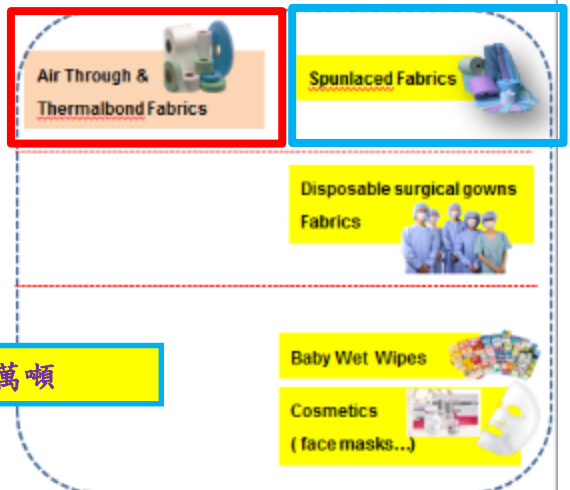 Air Through &
Thermalbond Fabrics
Spunlaced Fabrics
Disposable surgical gowns
Fabrics
Baby Wet Wipes
萬噸
Cosmetics
( face masks...)